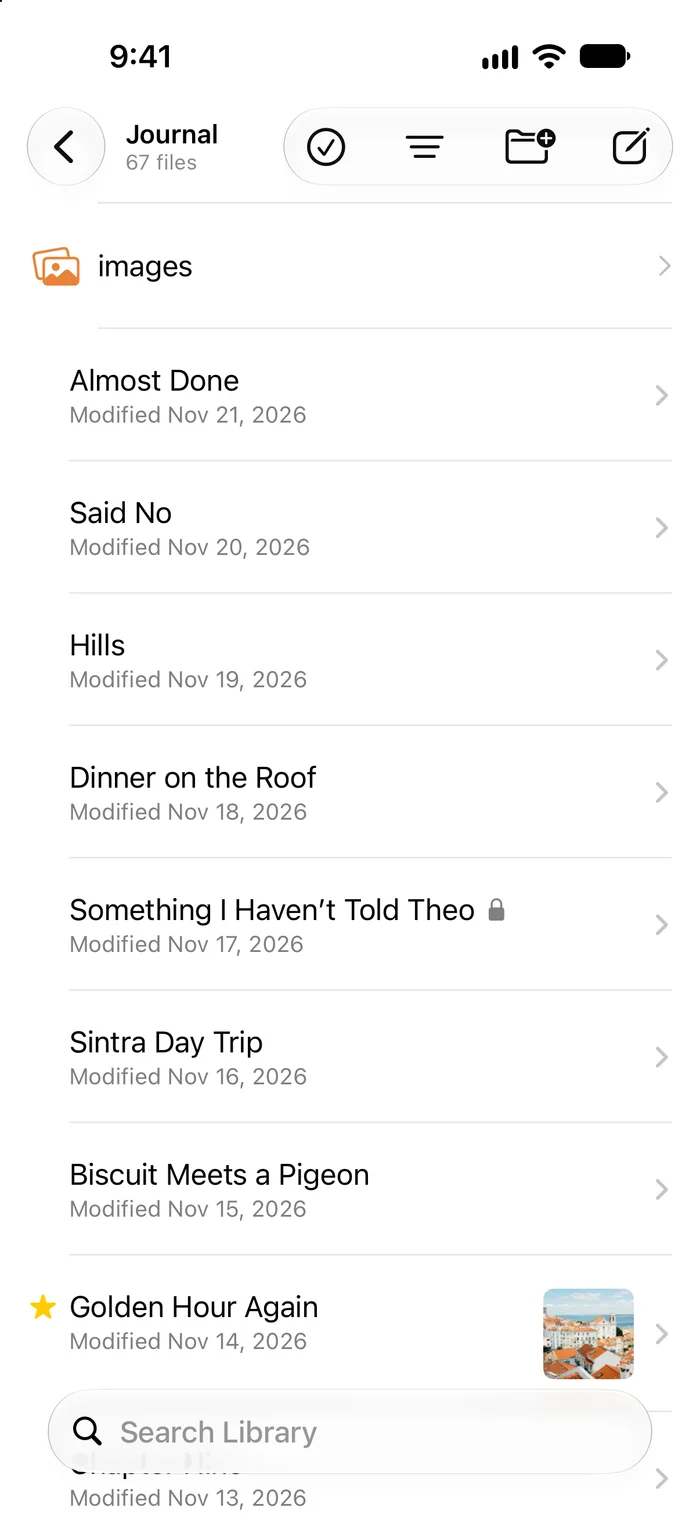 9:41
Journal
67 files
images
Almost Done
Modified Nov 21, 2026
Said No
Modified Nov 20, 2026
Hills
Modified Nov 19, 2026
Dinner on the Roof
Modified Nov 18, 2026
Something I Haven’t Told Theo
Modified Nov 17, 2026
Sintra Day Trip
Modified Nov 16, 2026
Biscuit Meets a Pigeon
Modified Nov 15, 2026
Golden Hour Again
Modified Nov 14, 2026
Search Library
Modified Nov 13, 2026